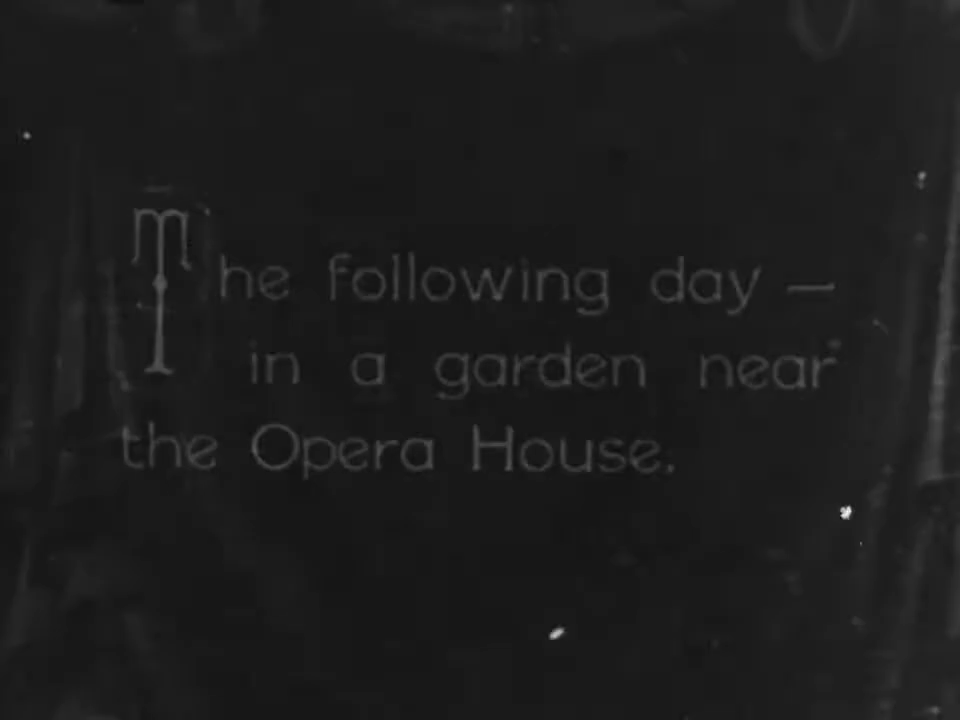 The following day —
in a garden near
the Opera House.